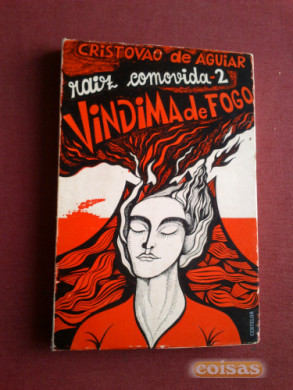 CRISTOVÃO de AGUIAR
raiz comovida-2
VINDIMA de FOGO
coisas